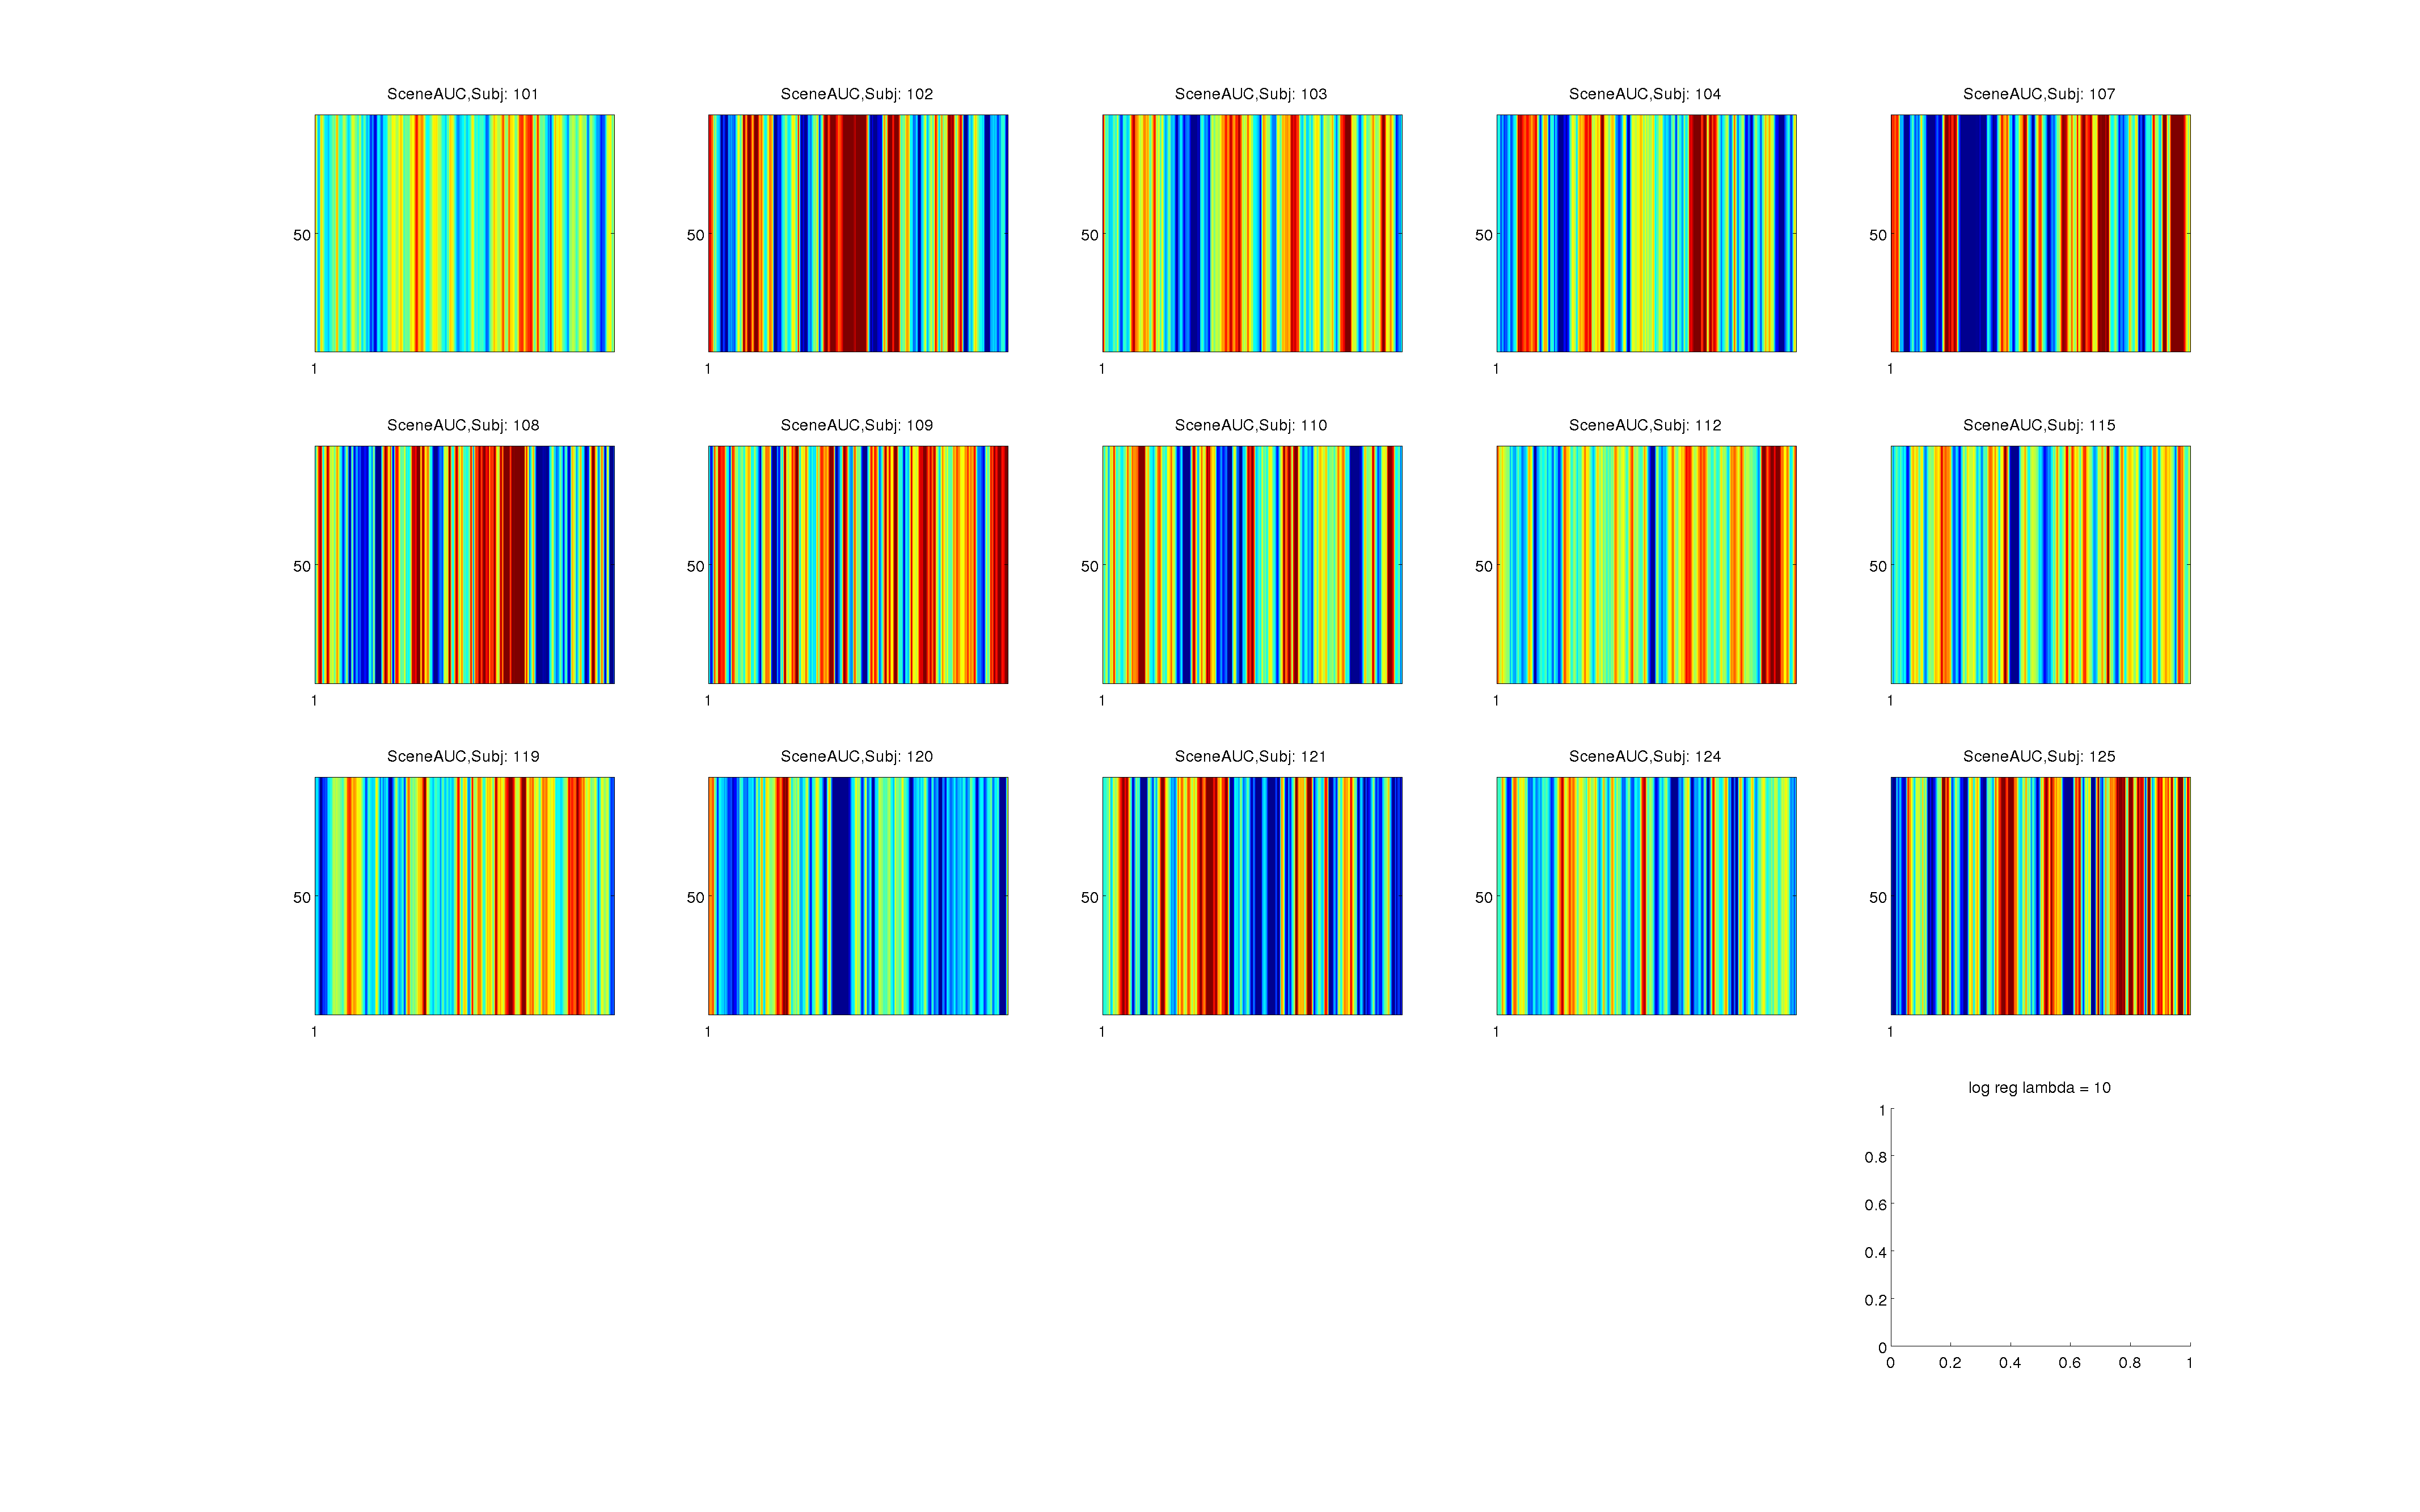 SceneAUC,Subj: 101
SceneAUC,Subj: 102
SceneAUC,Subj: 103
SceneAUC,Subj: 104
SceneAUC,Subj: 107
50
50
50
50
50
1
1
1
1
1
SceneAUC,Subj: 108
SceneAUC,Subj: 109
SceneAUC,Subj: 110
SceneAUC,Subj: 112
SceneAUC,Subj: 115
50
50
50
50
50
1
1
1
1
1
SceneAUC,Subj: 119
SceneAUC,Subj: 120
SceneAUC,Subj: 121
SceneAUC,Subj: 124
SceneAUC,Subj: 125
50
50
50
50
50
1
1
1
1
1
log reg lambda = 10
1
0.8
0.6
0.4
0.2
0
0 0.2 0.4 0.6 0.8 1